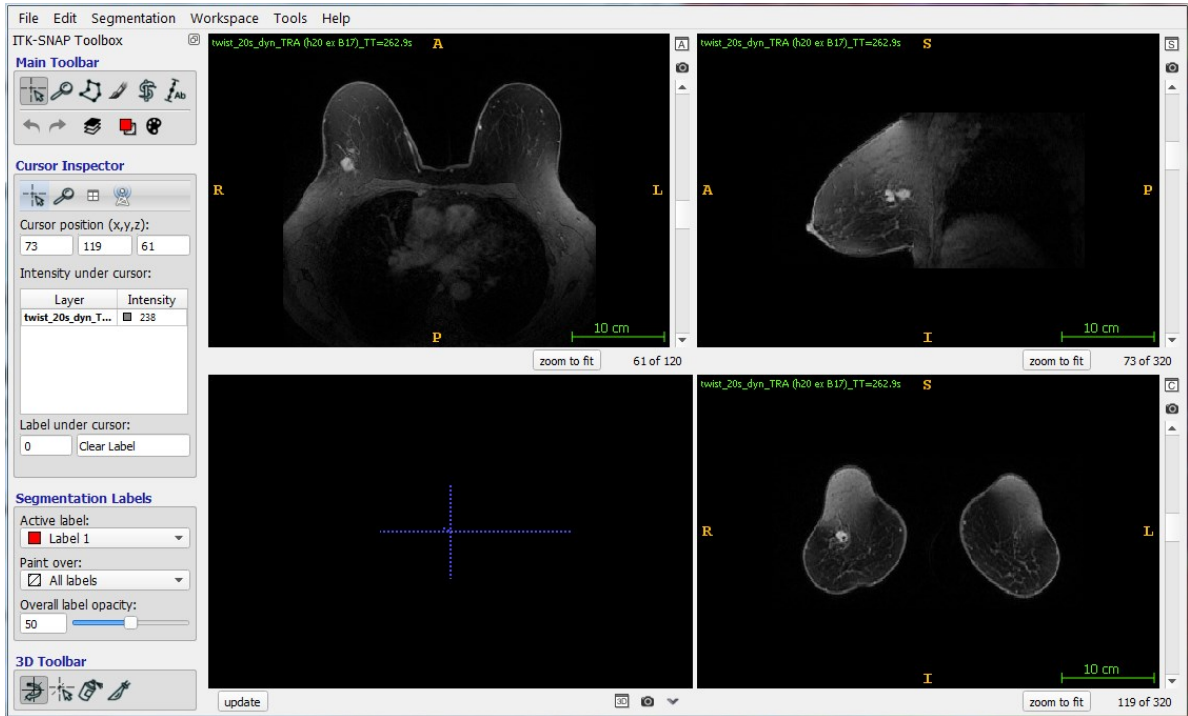 File Edit Segmentation Workspace Tools Help
ITK-SNAP Toolbox
Main Toolbar
Ab
Cursor Inspector
Cursor position (x,y,z):
73 119 61
Intensity under cursor:
Layer Intensity
twist_20s_dyn_T... 238
Label under cursor:
0 Clear Label
Segmentation Labels
Active label:
Label 1
Paint over:
All labels
Overall label opacity:
50
3D Toolbar
twist_20s_dyn_TRA (h20 ex B17)_TT=262.9s
A
A
R
L
P
10 cm
zoom to fit 61 of 120
twist_20s_dyn_TRA (h20 ex B17)_TT=262.9s
S
S
A
P
I
10 cm
zoom to fit 73 of 320
update
3D
twist_20s_dyn_TRA (h20 ex B17)_TT=262.9s
S
C
R
L
I
10 cm
zoom to fit 119 of 320